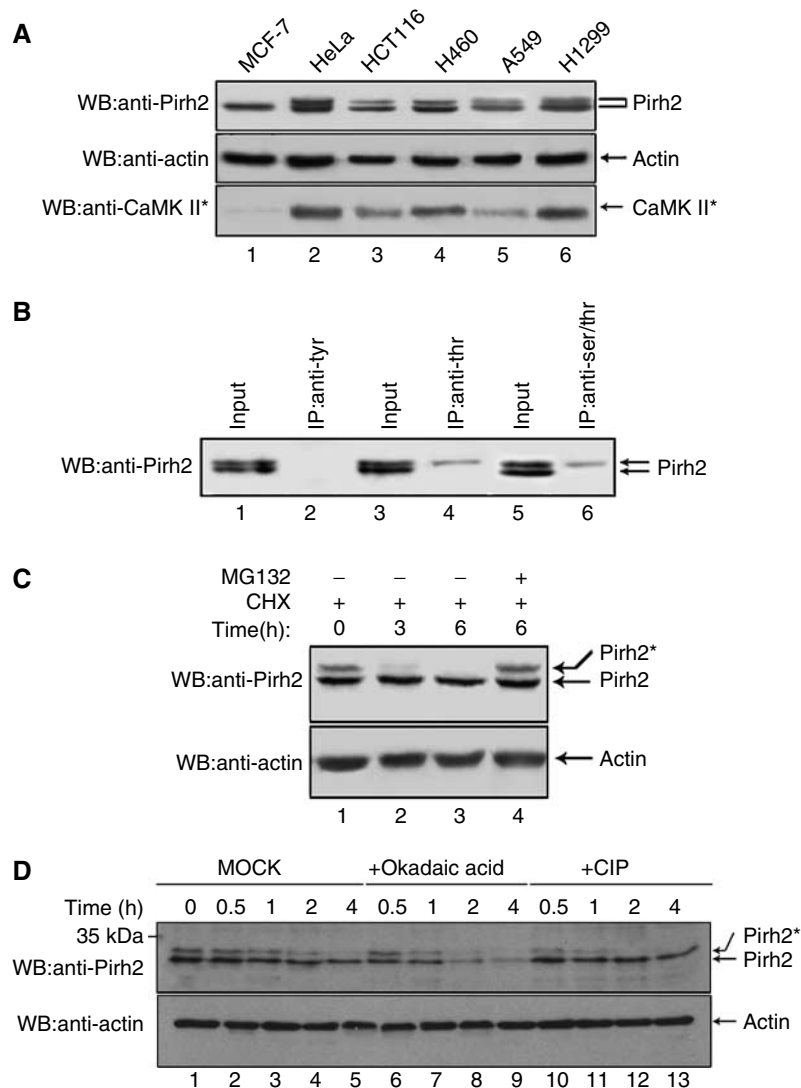 A
MCF-7 HeLa HCT116 H460 A549 H1299
WB:anti-Pirh2 Pirh2
WB:anti-actin Actin
WB:anti-CaMK II* CaMK II*
1 2 3 4 5 6
B
Input IP:anti-tyr Input IP:anti-thr Input IP:anti-ser/thr
WB:anti-Pirh2 Pirh2
1 2 3 4 5 6
C
MG132 – – – +
CHX + + + +
Time(h): 0 3 6 6
Pirh2*
WB:anti-Pirh2 Pirh2
WB:anti-actin Actin
1 2 3 4
D
MOCK +Okadaic acid +CIP
Time (h) 0 0.5 1 2 4 0.5 1 2 4 0.5 1 2 4
35 kDa Pirh2*
WB:anti-Pirh2 Pirh2
WB:anti-actin Actin
1 2 3 4 5 6 7 8 9 10 11 12 13